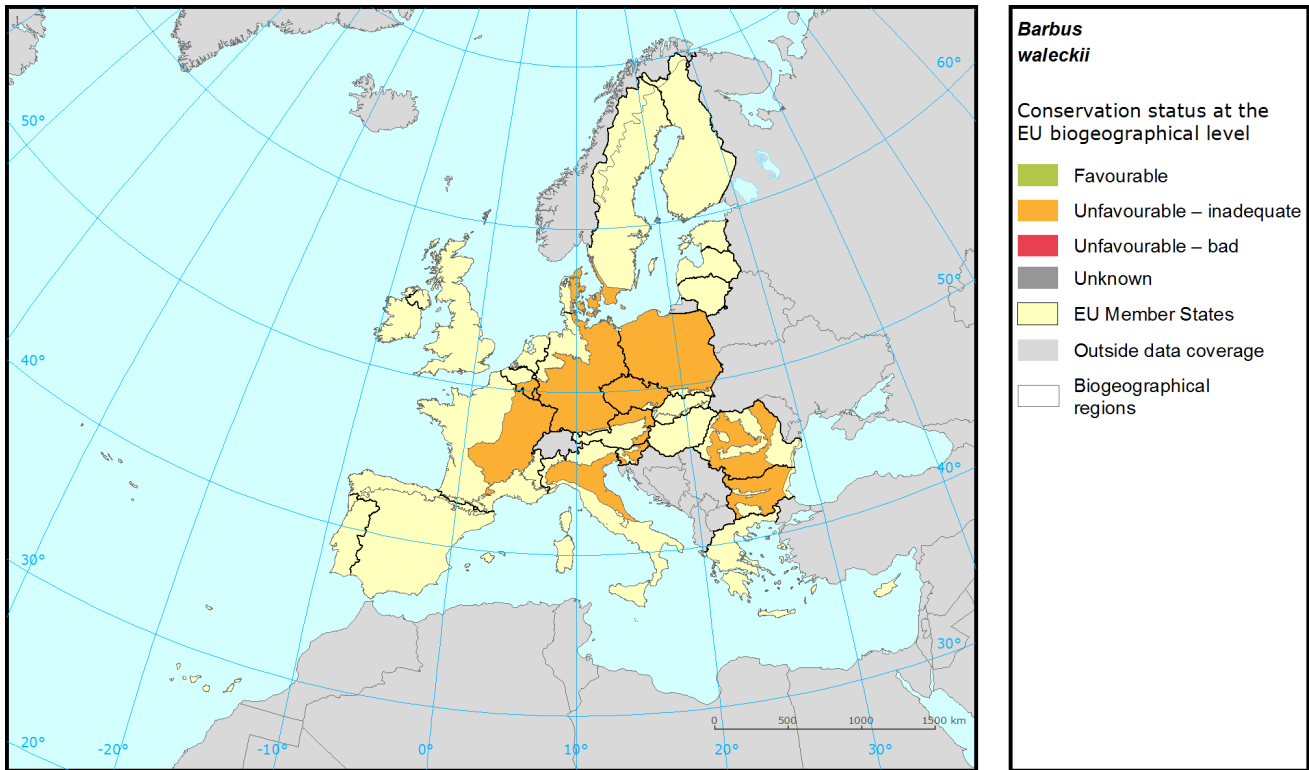 Barbus
waleckii
Conservation status at the
EU biogeographical level
Favourable
Unfavourable – inadequate
Unfavourable – bad
Unknown
EU Member States
Outside data coverage
Biogeographical
regions
60°
50°
50°
40°
40°
30°
30°
0 500 1000 1500 km
20° -20° -10° 0° 10° 20° 30°